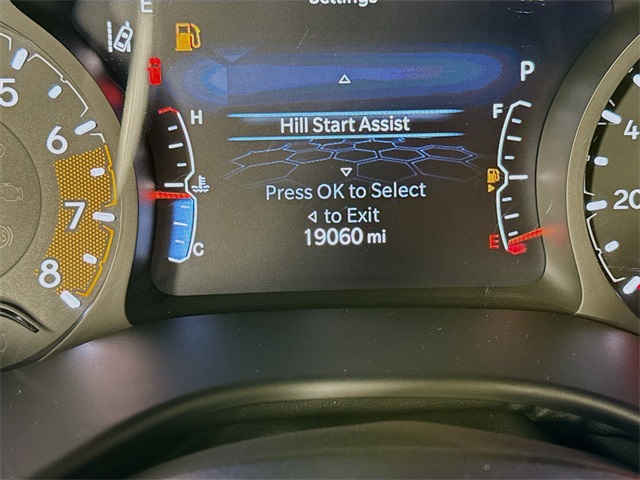 E
Settings
P
H
F
5
6
7
8
Hill Start Assist
Press OK to Select
◁ to Exit
19060 mi
C
E
4
20